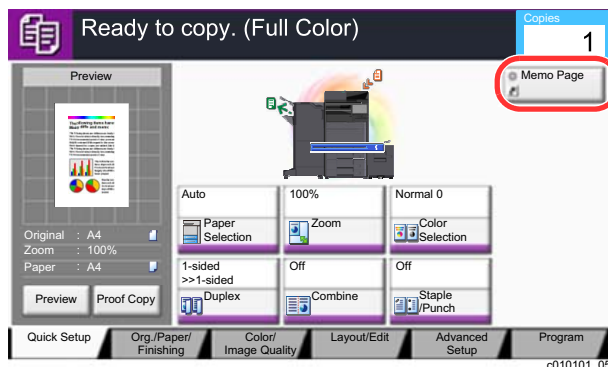 Ready to copy. (Full Color)
Copies
1
Memo Page
Preview
Original : A4
Zoom : 100%
Paper : A4
Preview
Proof Copy
Auto
Paper
Selection
100%
Zoom
Normal 0
Color
Selection
1-sided
>>1-sided
Duplex
Off
Combine
Off
Staple
/Punch
Quick Setup
Org./Paper/
Finishing
Color/
Image Quality
Layout/Edit
Advanced
Setup
Program
c010101_05